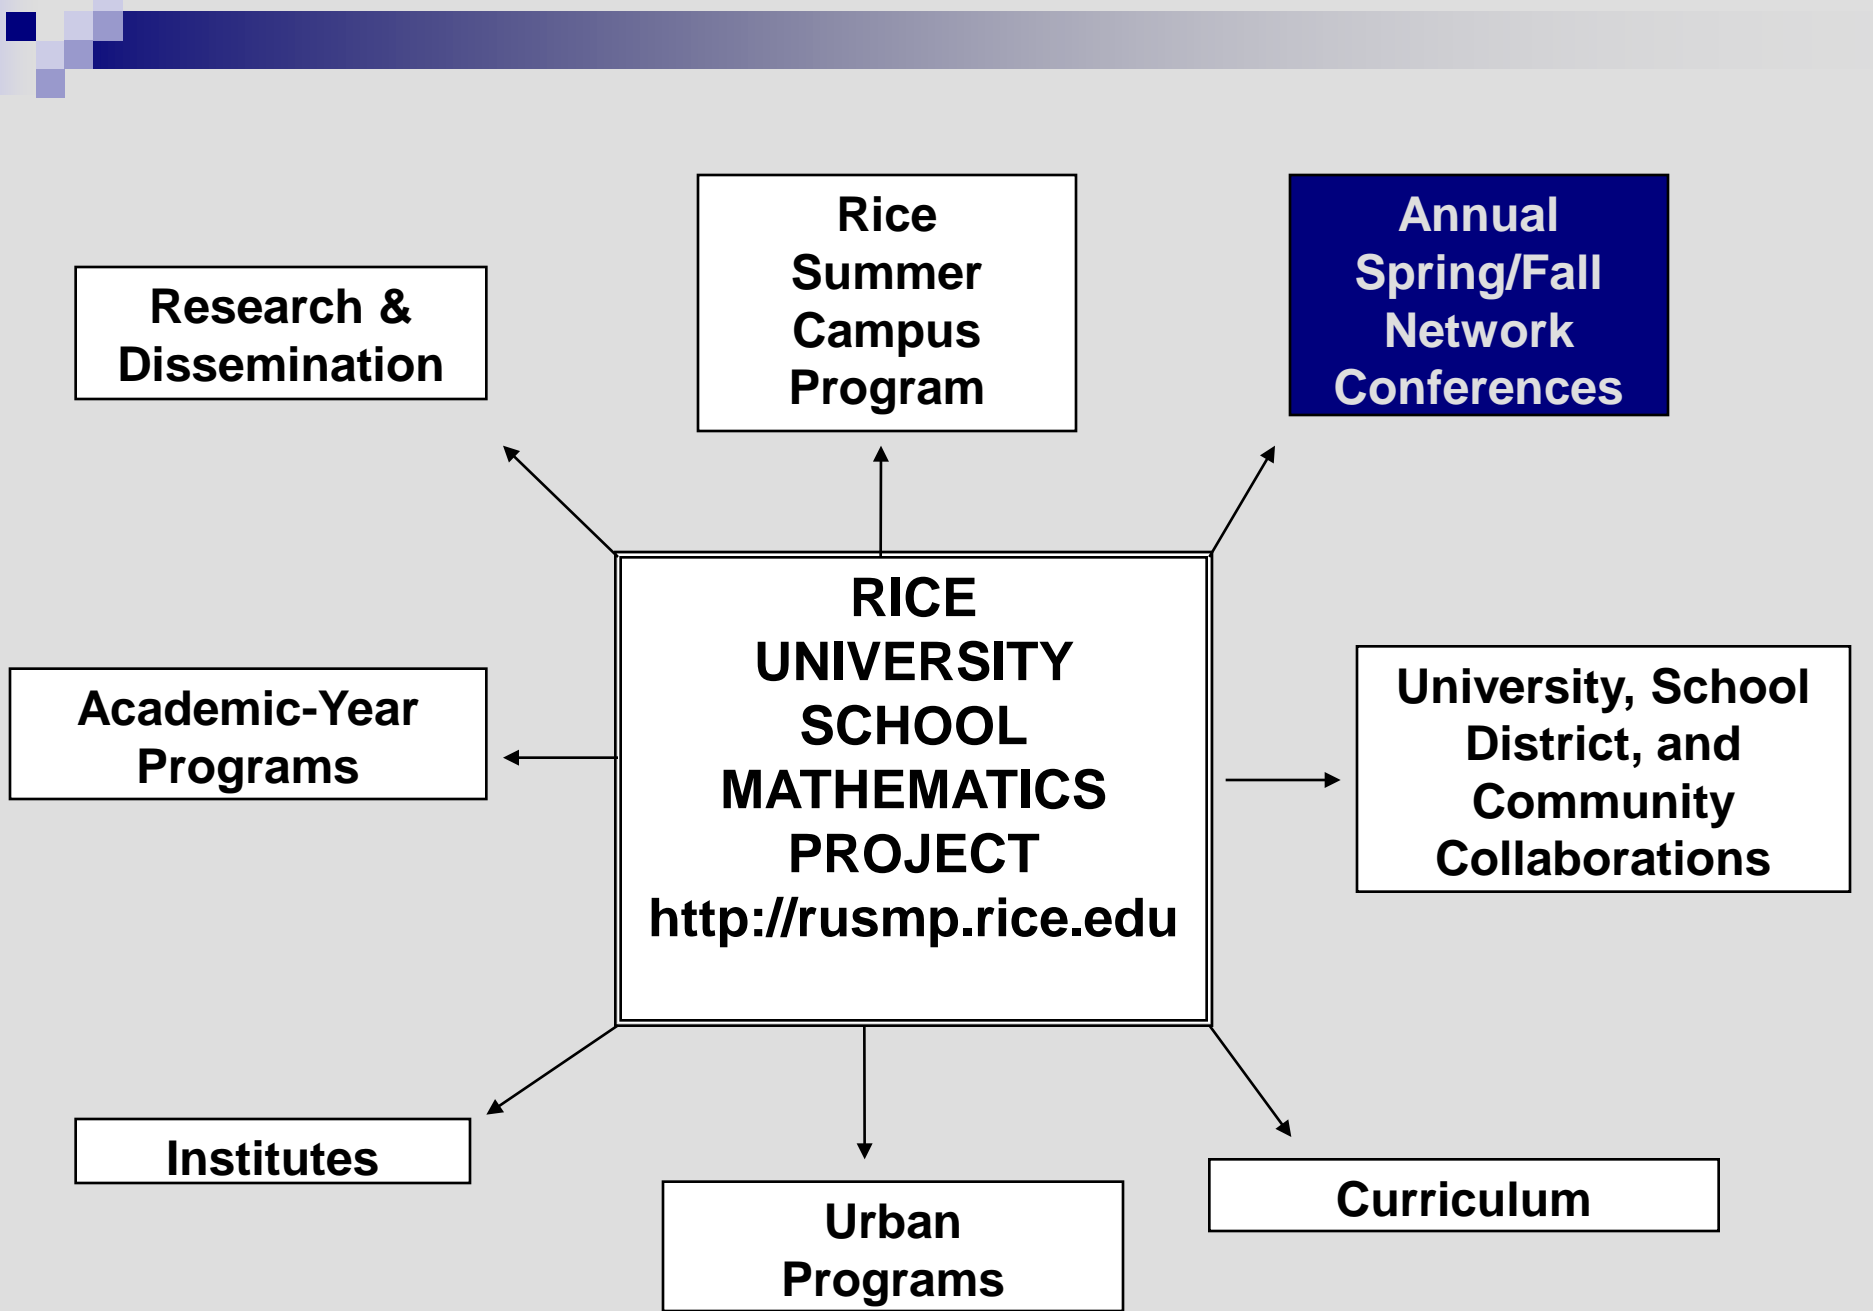 Rice
Summer
Campus
Program
Annual
Spring/Fall
Network
Conferences
Research &
Dissemination
RICE
UNIVERSITY
SCHOOL
MATHEMATICS
PROJECT
http://rusmp.rice.edu
Academic-Year
Programs
University, School
District, and
Community
Collaborations
Institutes
Urban
Programs
Curriculum